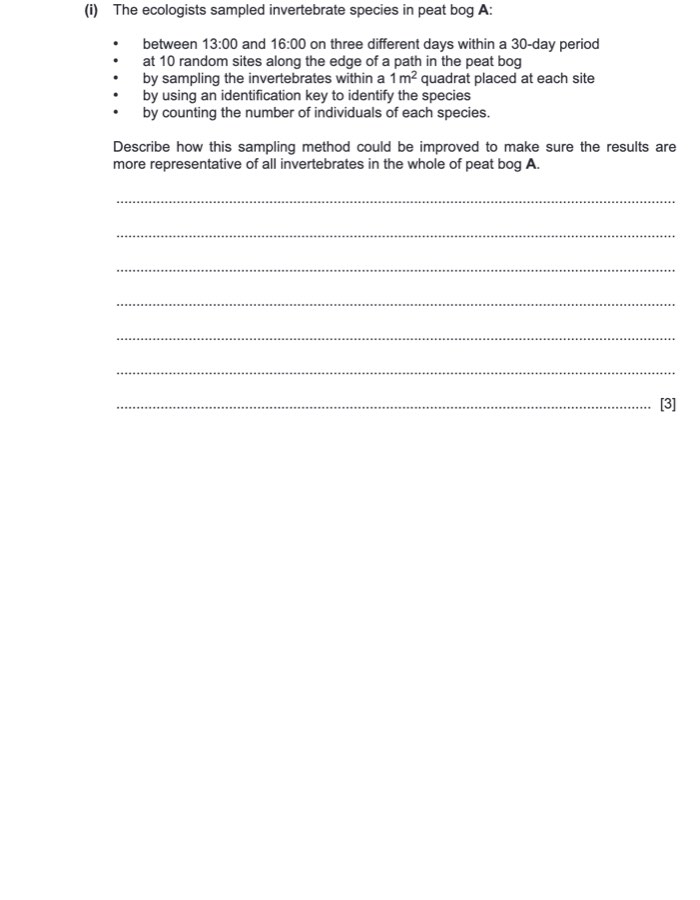 (i) The ecologists sampled invertebrate species in peat bog A:
• between 13:00 and 16:00 on three different days within a 30-day period
• at 10 random sites along the edge of a path in the peat bog
• by sampling the invertebrates within a 1 m² quadrat placed at each site
• by using an identification key to identify the species
• by counting the number of individuals of each species.
Describe how this sampling method could be improved to make sure the results are
more representative of all invertebrates in the whole of peat bog A.
[3]